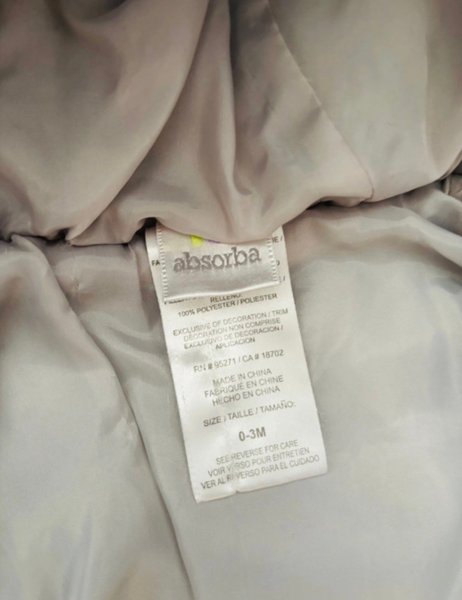 absorba
RELLENO
100% POLYESTER / POLIESTER
EXCLUSIVE OF DECORATION / TRIM
DÉCORATION NON COMPRISE
EXCLUSIVO DE DECORACION /
APLICACION
RN # 95271 / CA # 18702
MADE IN CHINA
FABRIQUÉ EN CHINE
HECHO EN CHINA
SIZE / TAILLE / TAMAÑO:
0-3M
SEE REVERSE FOR CARE
VOIR VERSO POUR ENTRETIEN
VER AL REVERSO PARA EL CUIDADO